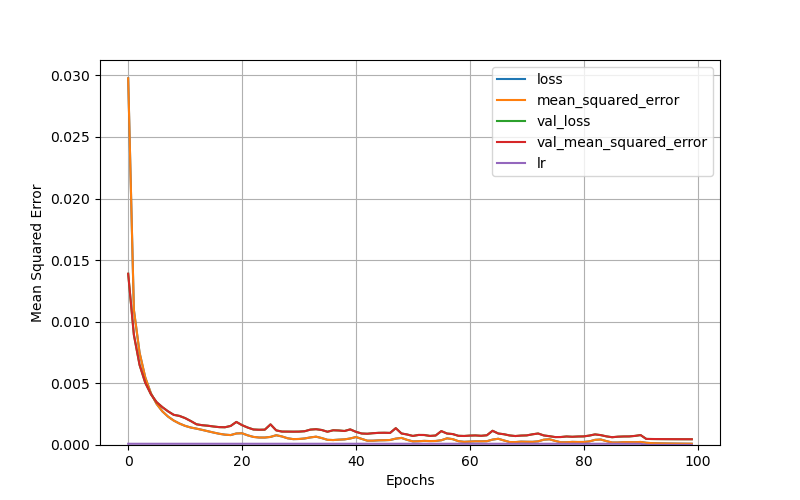 0.030
0.025
0.020
0.015
0.010
0.005
0.000
Mean Squared Error
loss
mean_squared_error
val_loss
val_mean_squared_error
lr
0
20
40
60
80
100
Epochs